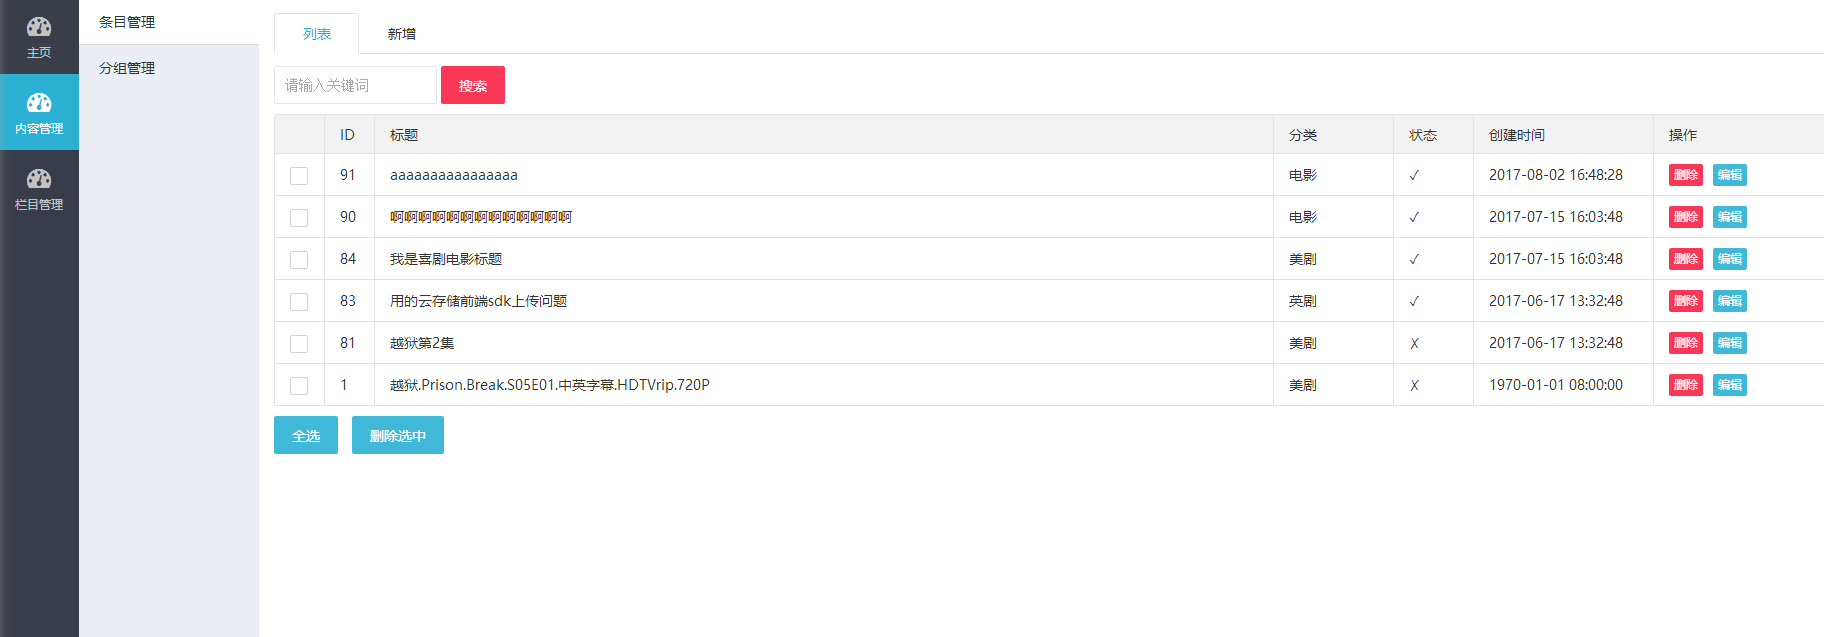 主页
内容管理
栏目管理
条目管理
分组管理
列表 新增
请输入关键词 搜索
ID 标题 分类 状态 创建时间 操作
91 aaaaaaaaaaaaaaaa 电影 ✓ 2017-08-02 16:48:28 删除 编辑
90 啊啊啊啊啊啊啊啊啊啊啊啊啊 电影 ✓ 2017-07-15 16:03:48 删除 编辑
84 我是喜剧电影标题 美剧 ✓ 2017-07-15 16:03:48 删除 编辑
83 用的云存储前端sdk上传问题 英剧 ✓ 2017-06-17 13:32:48 删除 编辑
81 越狱第2集 美剧 ✗ 2017-06-17 13:32:48 删除 编辑
1 越狱.Prison.Break.S05E01.中英字幕.HDTVrip.720P 美剧 ✗ 1970-01-01 08:00:00 删除 编辑
全选 删除选中